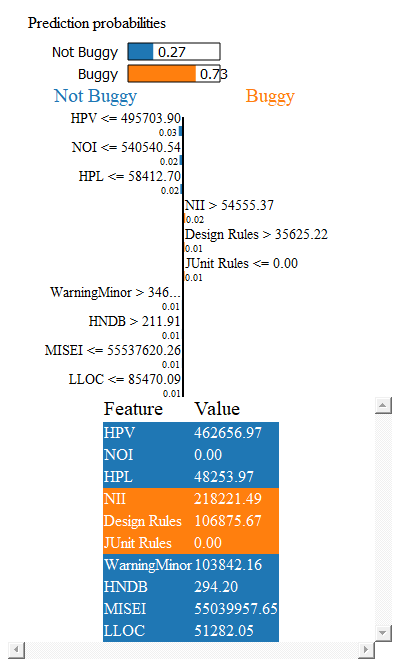 Prediction probabilities
Not Buggy 0.27
Buggy 0.73
Not Buggy Buggy
HPV <= 495703.90
0.03
NOI <= 540540.54
0.02
HPL <= 58412.70
0.02
NII > 54555.37
0.02
Design Rules > 35625.22
0.01
JUnit Rules <= 0.00
0.01
WarningMinor > 346...
0.01
HNDB > 211.91
0.01
MISEI <= 55537620.26
0.01
LLOC <= 85470.09
0.01
Feature Value
HPV 462656.97
NOI 0.00
HPL 48253.97
NII 218221.49
Design Rules 106875.67
JUnit Rules 0.00
WarningMinor 103842.16
HNDB 294.20
MISEI 55039957.65
LLOC 51282.05